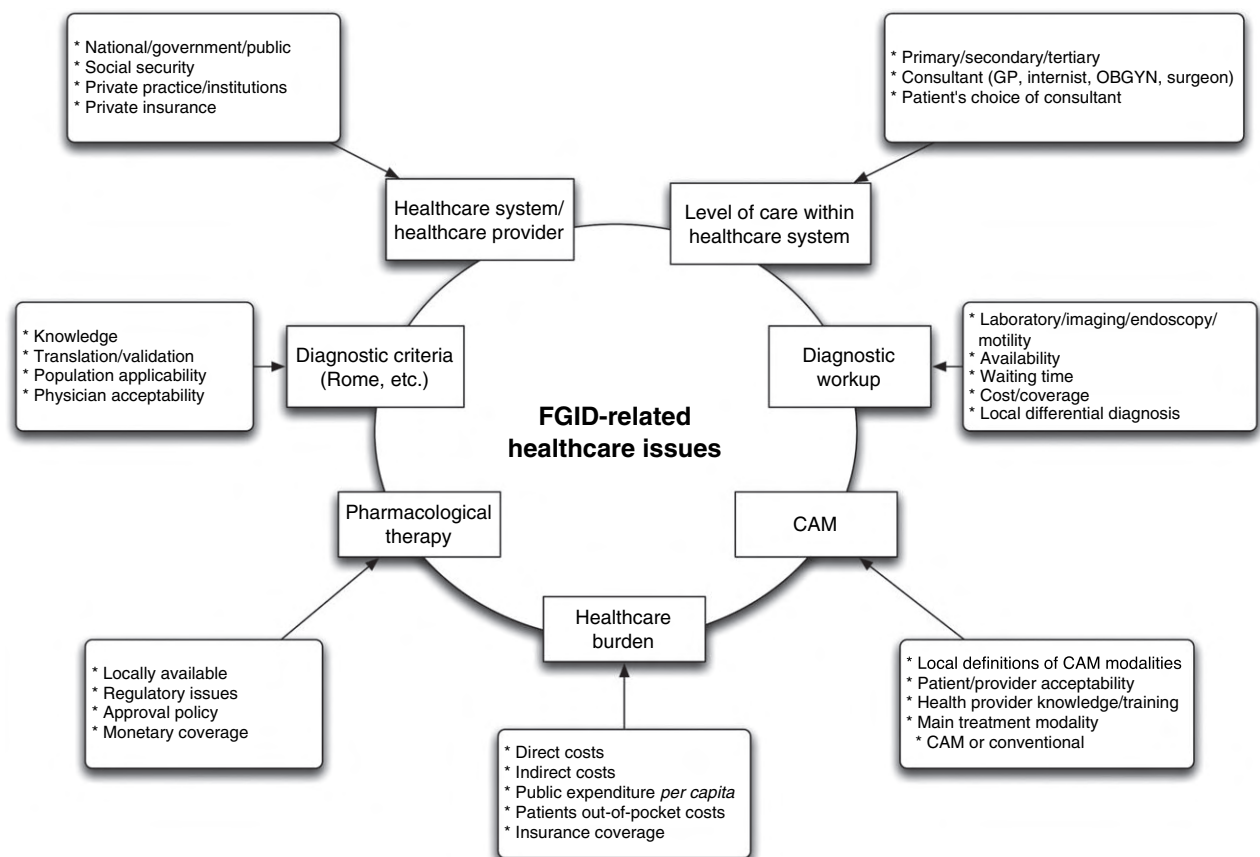 * National/government/public
* Social security
* Private practice/institutions
* Private insurance
* Primary/secondary/tertiary
* Consultant (GP, internist, OBGYN, surgeon)
* Patient's choice of consultant
Healthcare system/
healthcare provider
Level of care within
healthcare system
* Knowledge
* Translation/validation
* Population applicability
* Physician acceptability
Diagnostic criteria
(Rome, etc.)
Diagnostic
workup
* Laboratory/imaging/endoscopy/
motility
* Availability
* Waiting time
* Cost/coverage
* Local differential diagnosis
FGID-related
healthcare issues
Pharmacological
therapy
CAM
Healthcare
burden
* Locally available
* Regulatory issues
* Approval policy
* Monetary coverage
* Direct costs
* Indirect costs
* Public expenditure per capita
* Patients out-of-pocket costs
* Insurance coverage
* Local definitions of CAM modalities
* Patient/provider acceptability
* Health provider knowledge/training
* Main treatment modality
* CAM or conventional